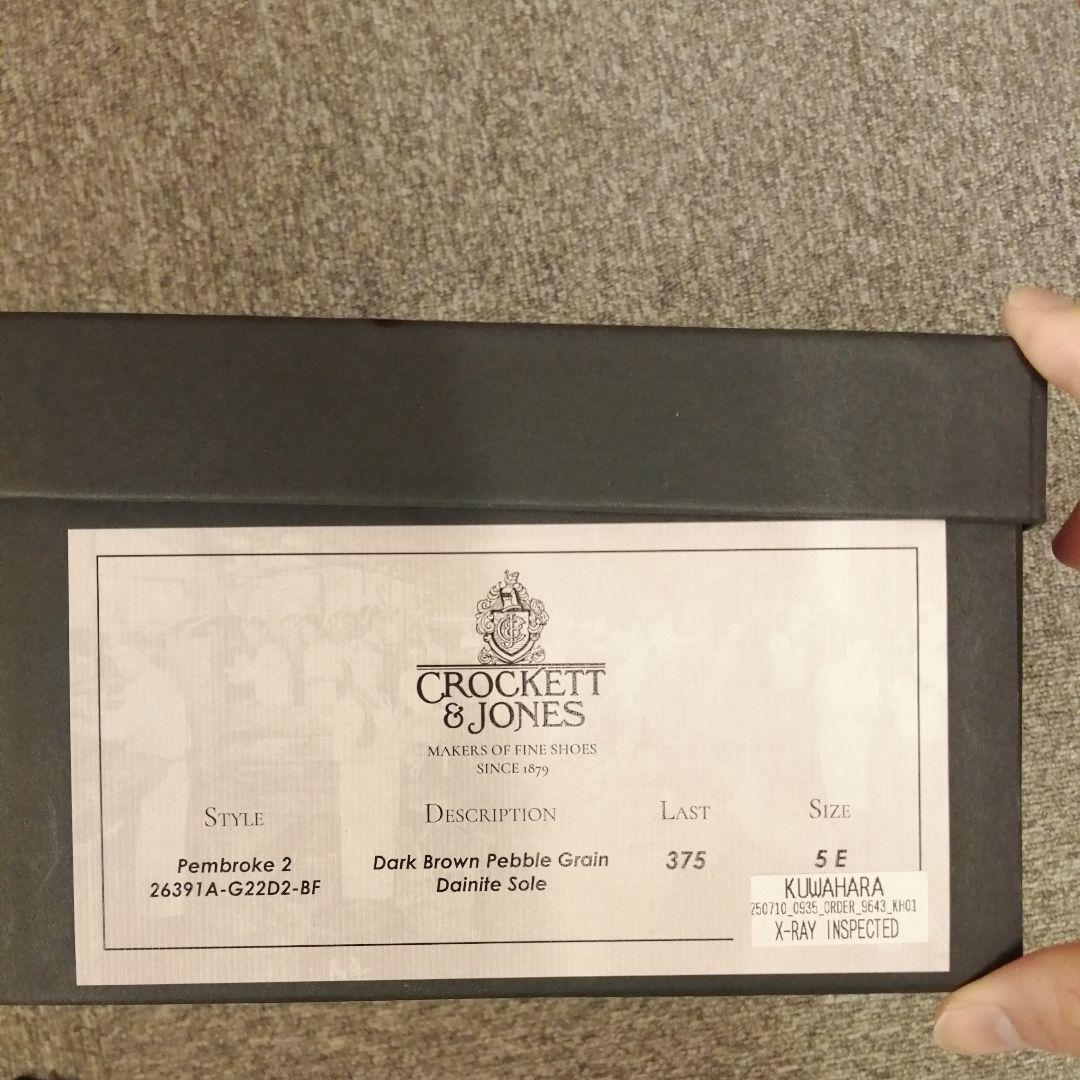 CROCKETT
& JONES
MAKERS OF FINE SHOES
SINCE 1879
STYLE DESCRIPTION LAST SIZE
Pembroke 2 Dark Brown Pebble Grain 375 5 E
26391A-G22D2-BF Dainite Sole
KUWAHARA
250710_0935_ORDER_9643_KH01
X-RAY INSPECTED